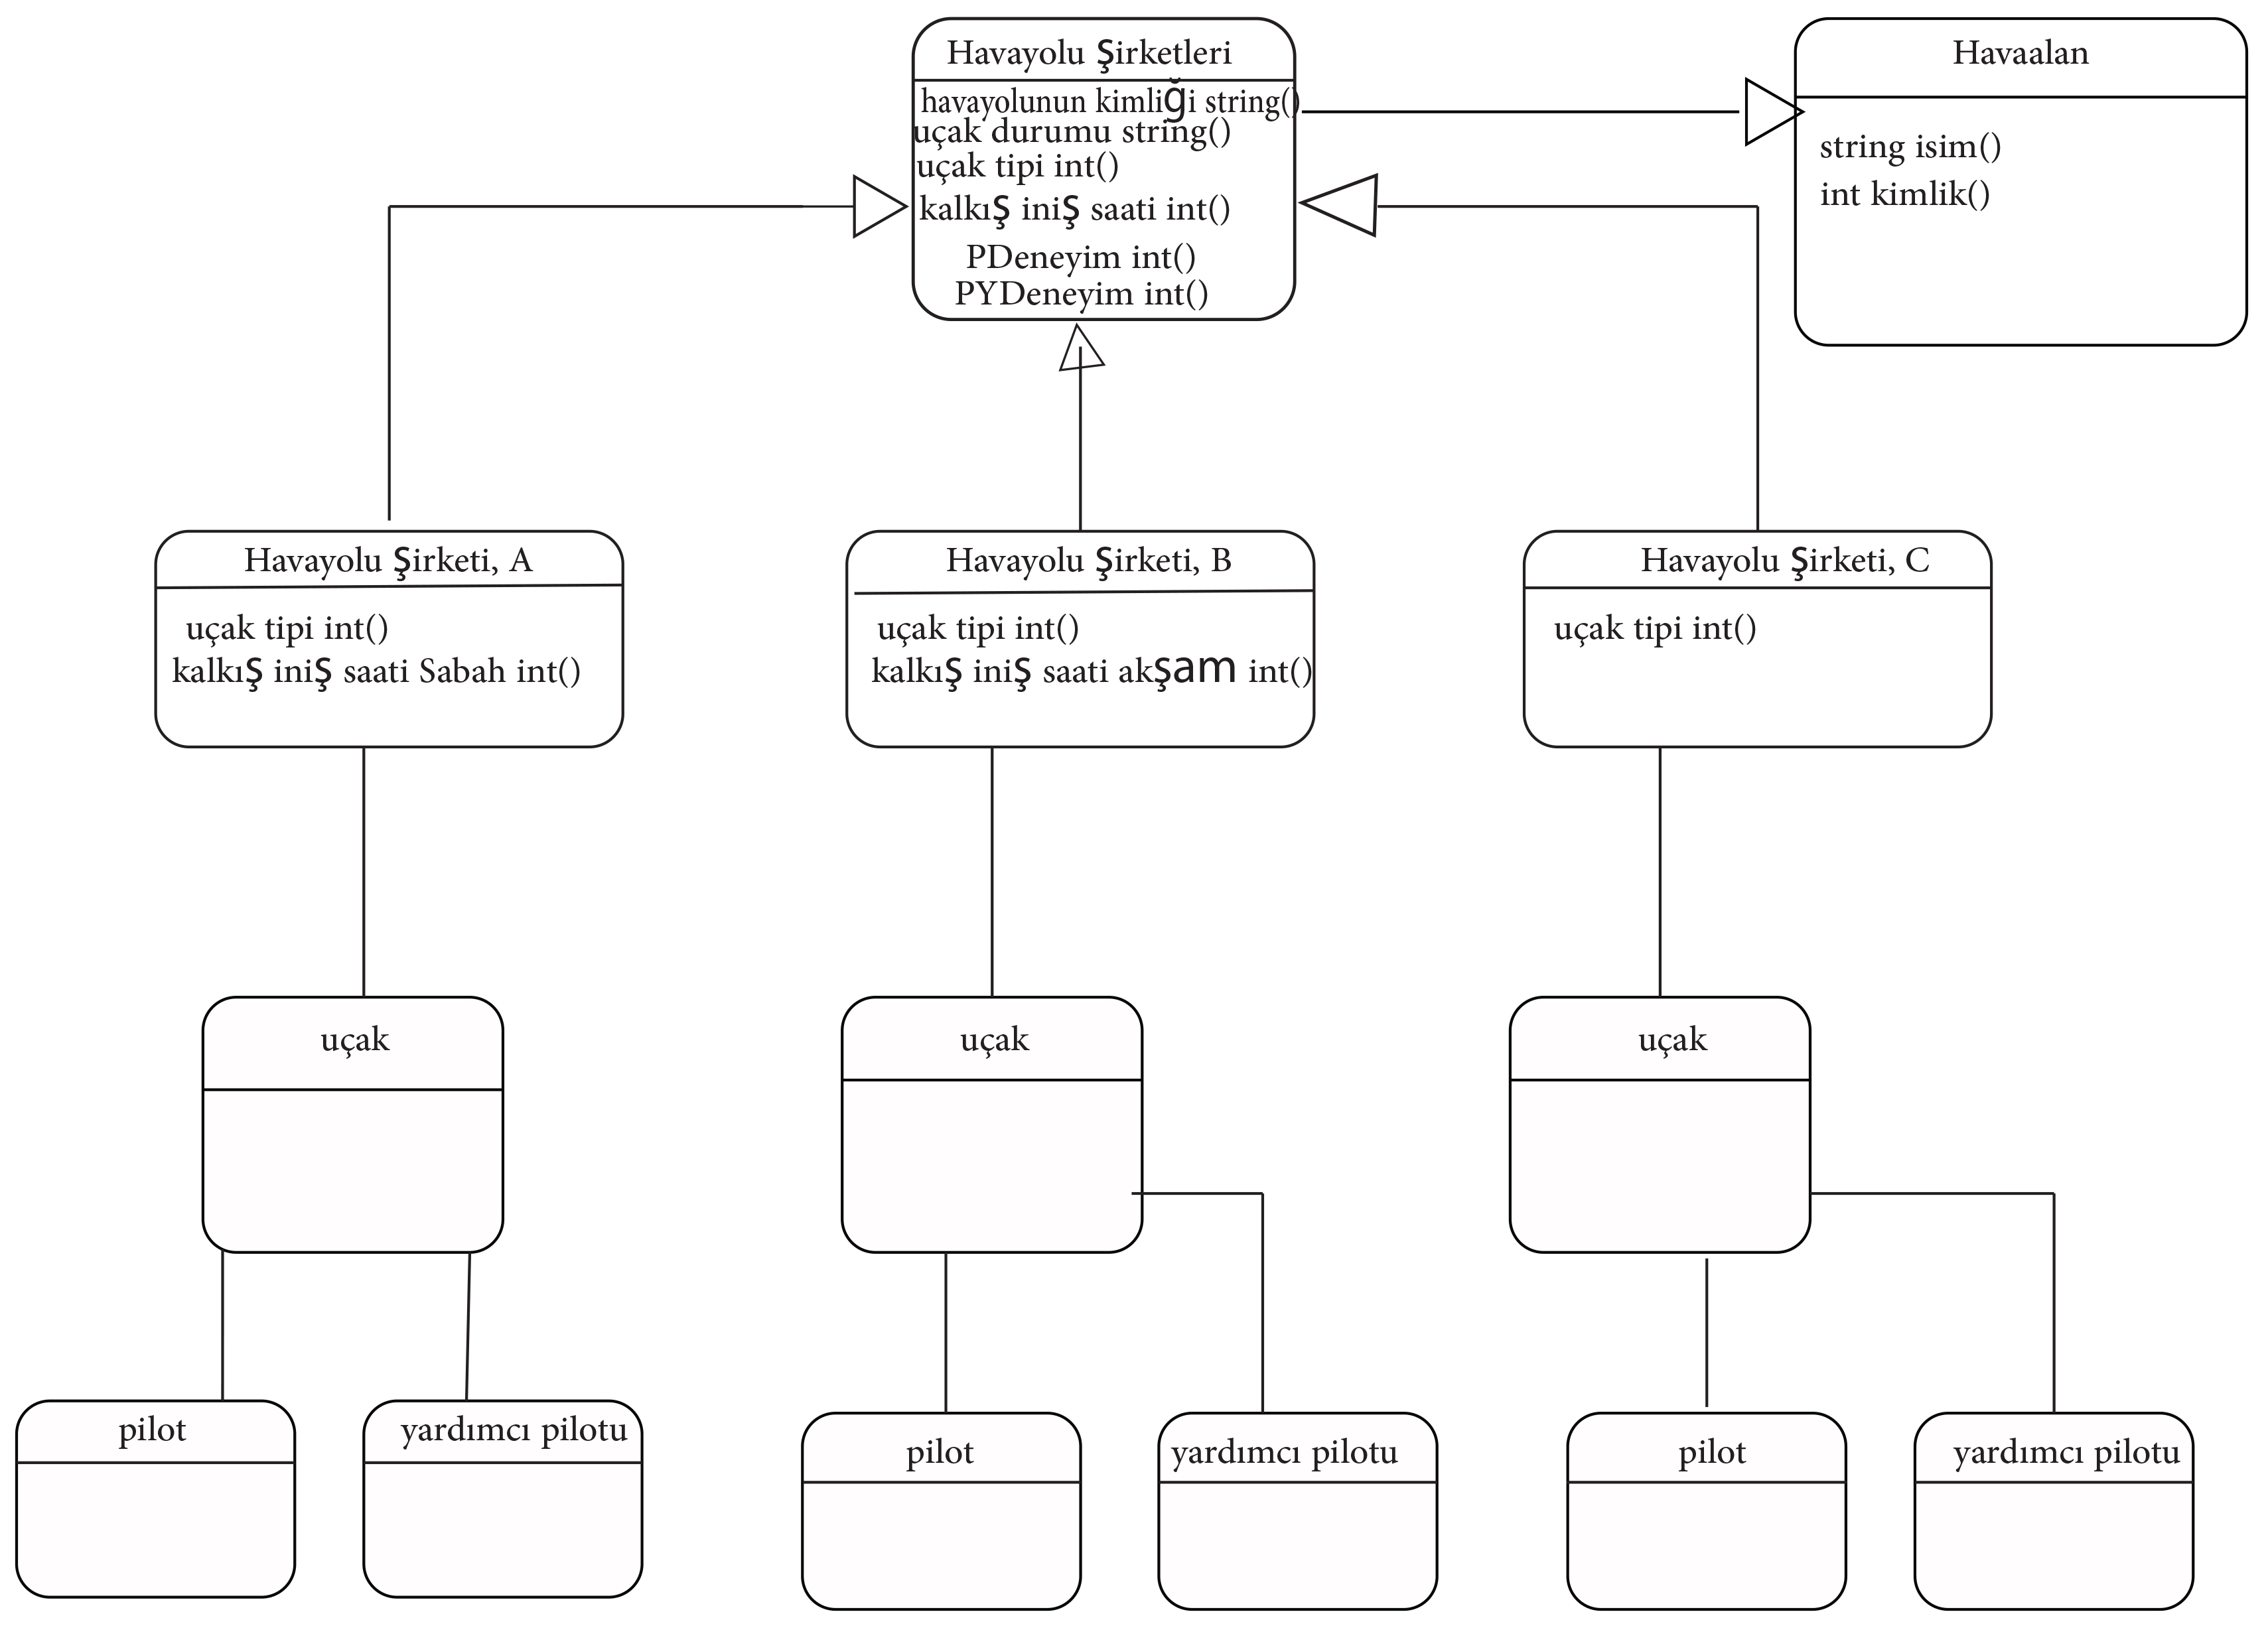 Havayolu Şirketleri
havayolunun kimliği string()
uçak durumu string()
uçak tipi int()
kalkış iniş saati int()
PDeneyim int()
PYDeneyim int()
Havaalan
string isim()
int kimlik()
Havayolu Şirketi, A
uçak tipi int()
kalkış iniş saati Sabah int()
Havayolu Şirketi, B
uçak tipi int()
kalkış iniş saati akşam int()
Havayolu Şirketi, C
uçak tipi int()
uçak
uçak
uçak
pilot
yardımcı pilotu
pilot
yardımcı pilotu
pilot
yardımcı pilotu